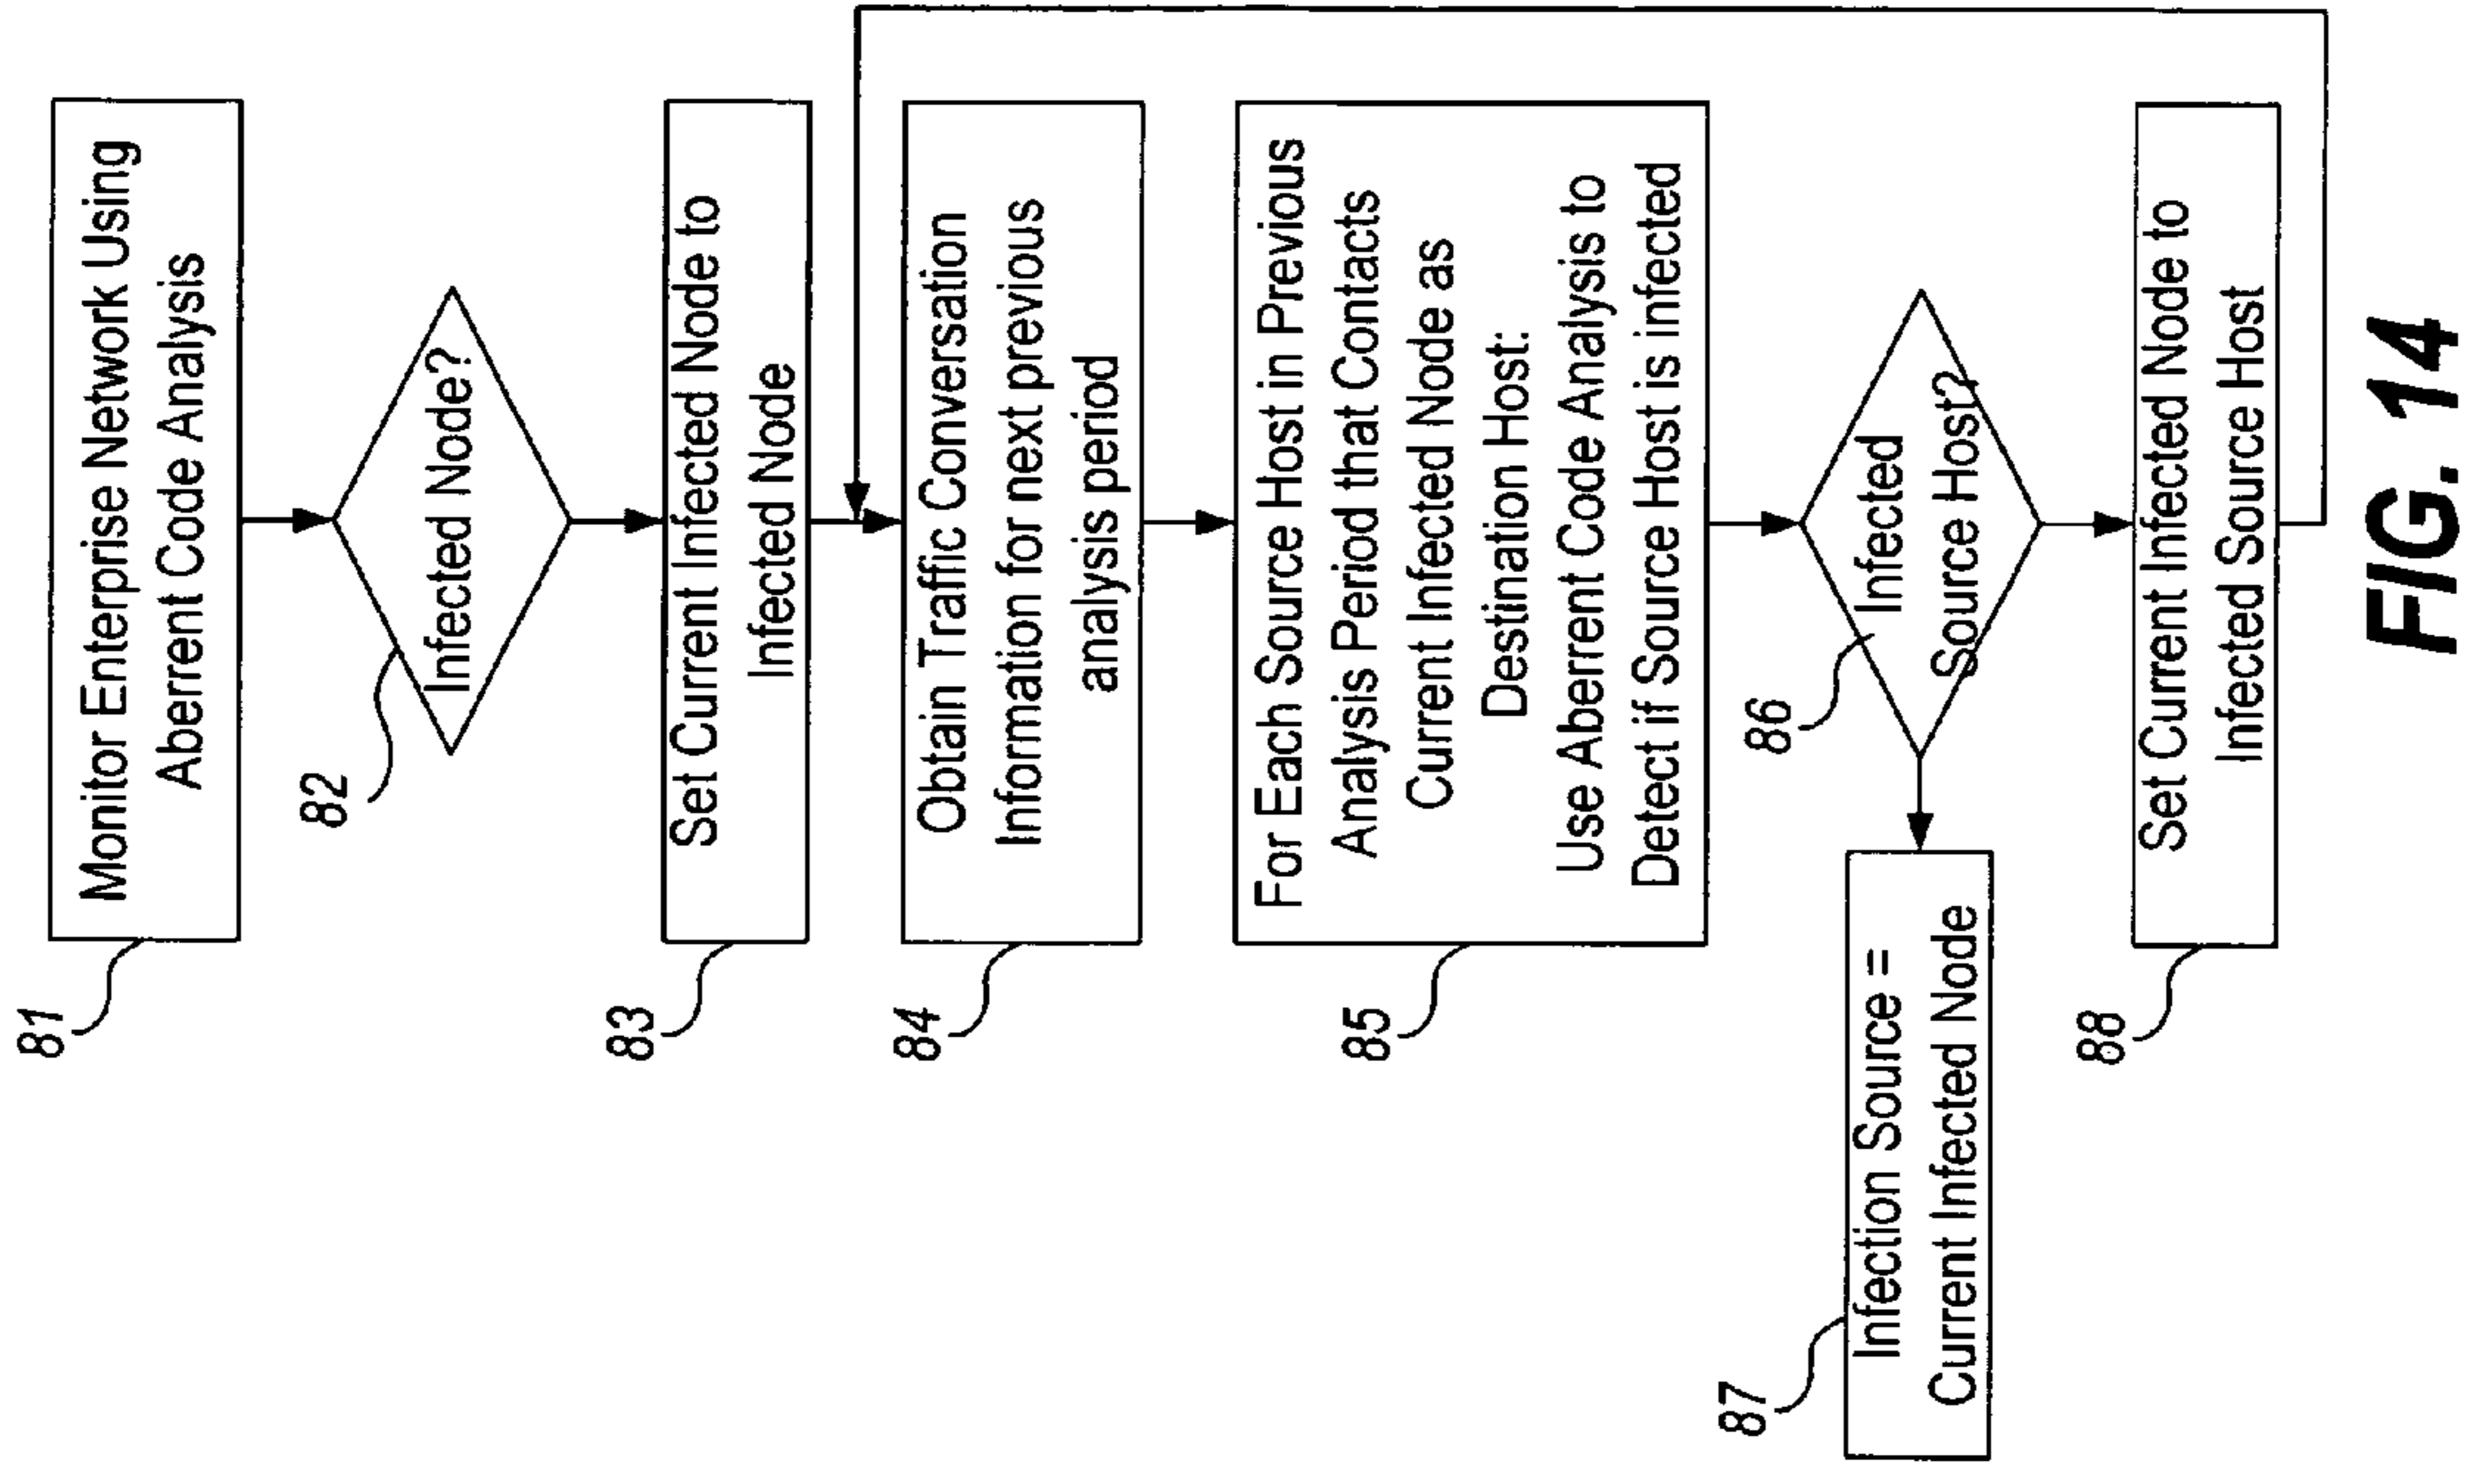 81
Monitor Enterprise Network Using
Aberrent Code Analysis
82
Infected Node?
83
Set Current Infected Node to
Infected Node
84
Obtain Traffic Conversation
Information for next previous
analysis period
85
For Each Source Host in Previous
Analysis Period that Contacts
Current Infected Node as
Destination Host:
Use Aberrent Code Analysis to
Detect if Source Host is infected
86
Infected
Source Host?
87
Infection Source =
Current Infected Node
88
Set Current Infected Node to
Infected Source Host
FIG. 14